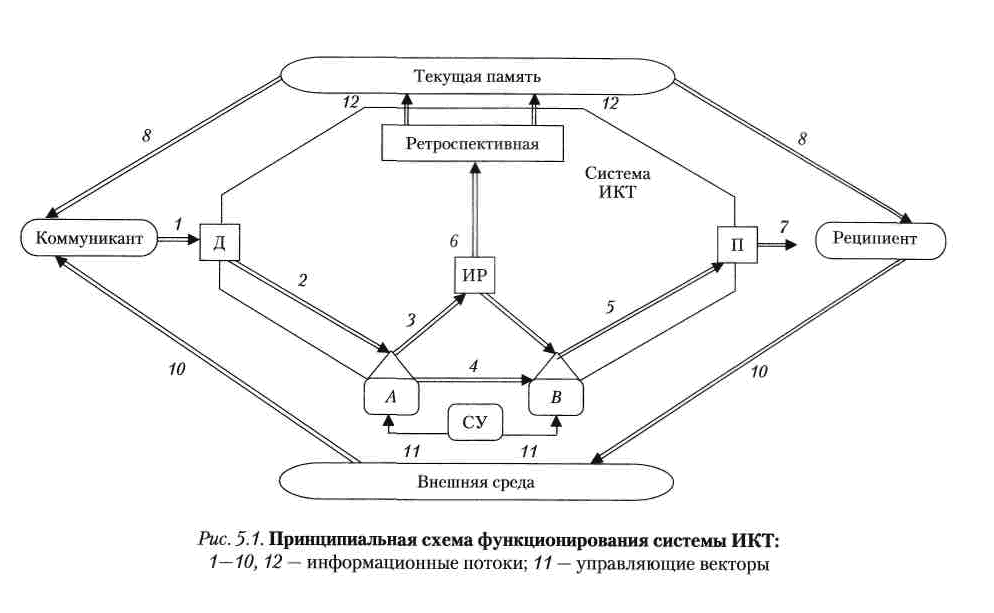 Текущая память
12
12
8
8
Ретроспективная
Система
ИКТ
Коммуникант
1
Д
6
П
7
Реципиент
ИР
2
3
5
4
10
10
А
В
СУ
11
11
Внешняя среда
Рис. 5.1. Принципиальная схема функционирования системы ИКТ:
1—10, 12 — информационные потоки; 11 — управляющие векторы